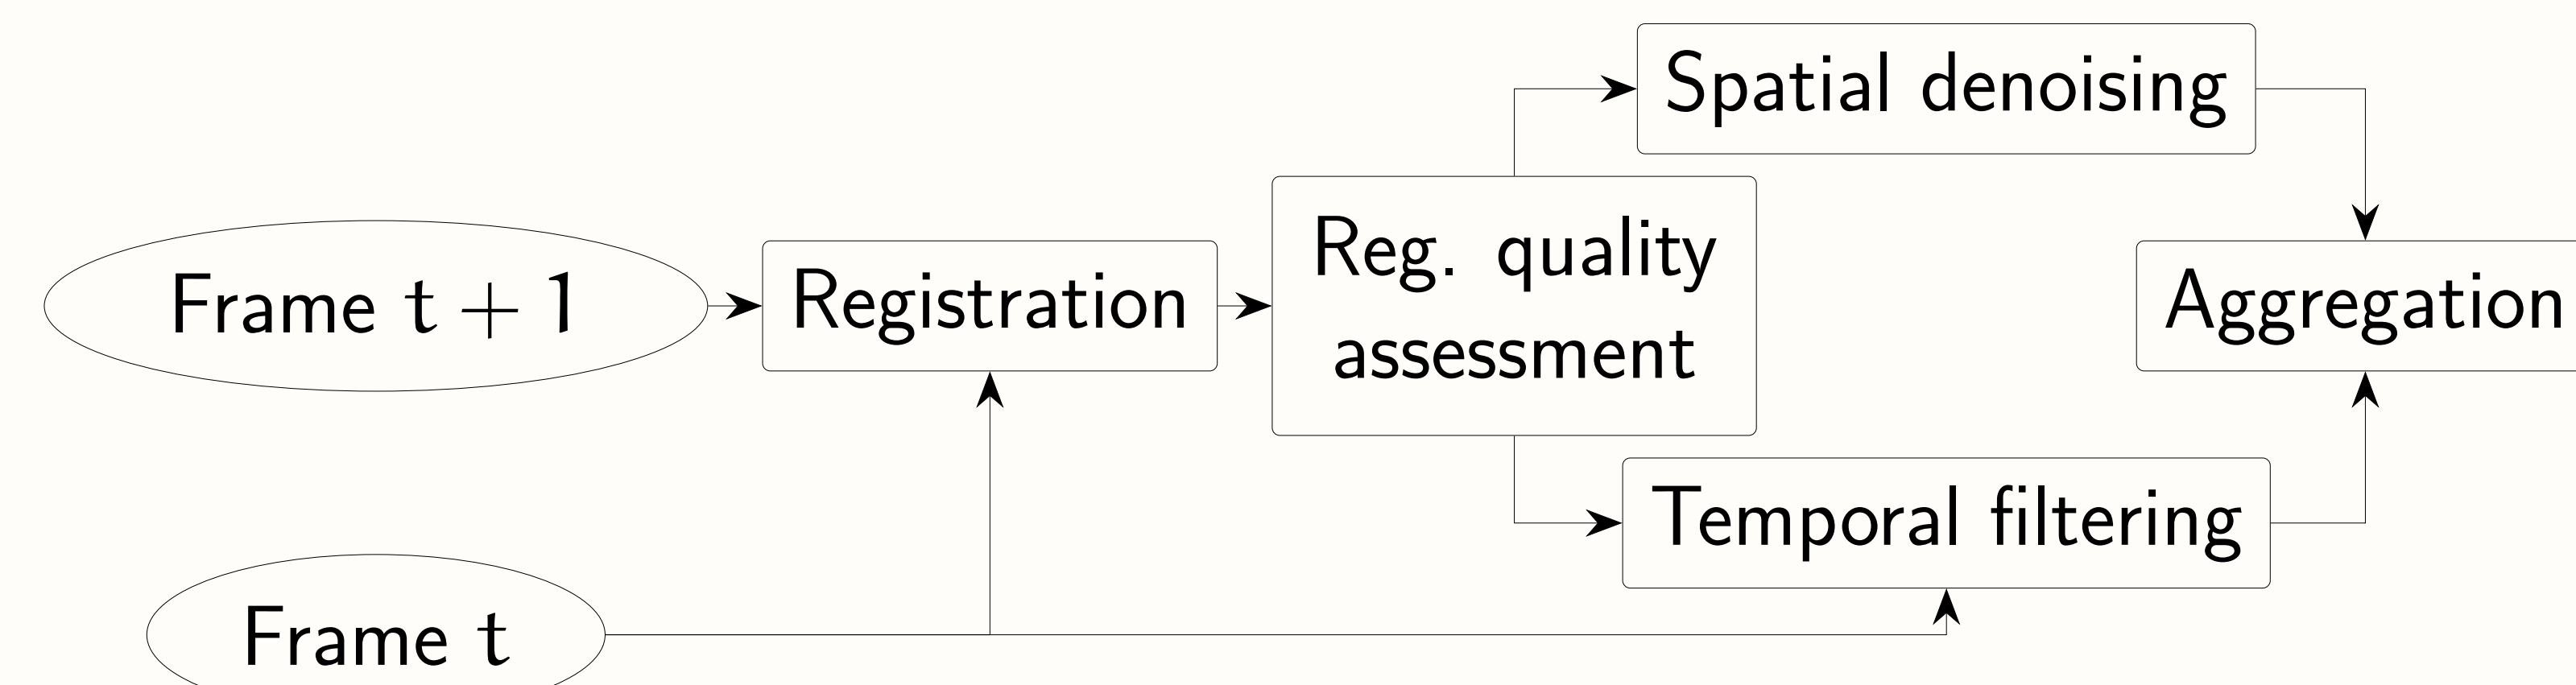 Spatial denoising
Frame t + 1
Registration
Reg. quality
assessment
Aggregation
Temporal filtering
Frame t